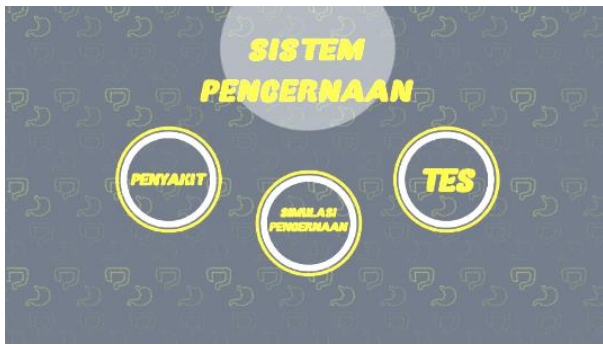 SISTEM
PENCERNAAN
PENYAKIT
SIMULASI
PENCERNAAN
TES